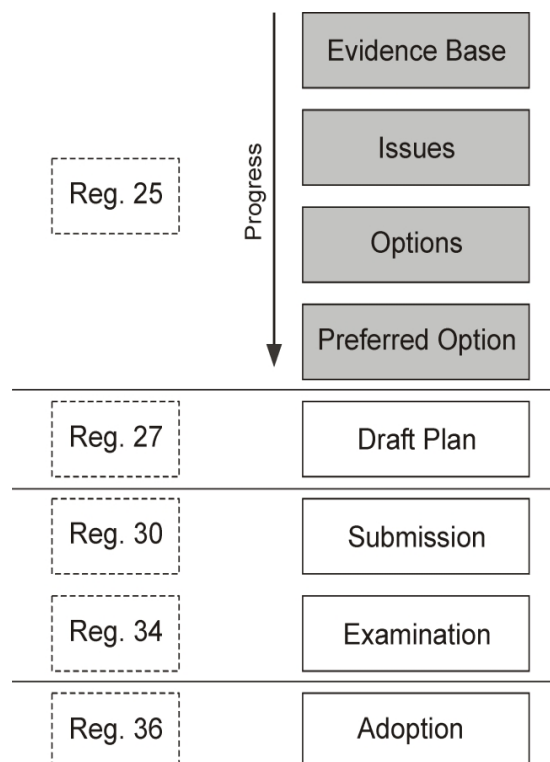 Evidence Base
Issues
Reg. 25
Progress
Options
Preferred Option
Reg. 27
Draft Plan
Reg. 30
Submission
Reg. 34
Examination
Reg. 36
Adoption